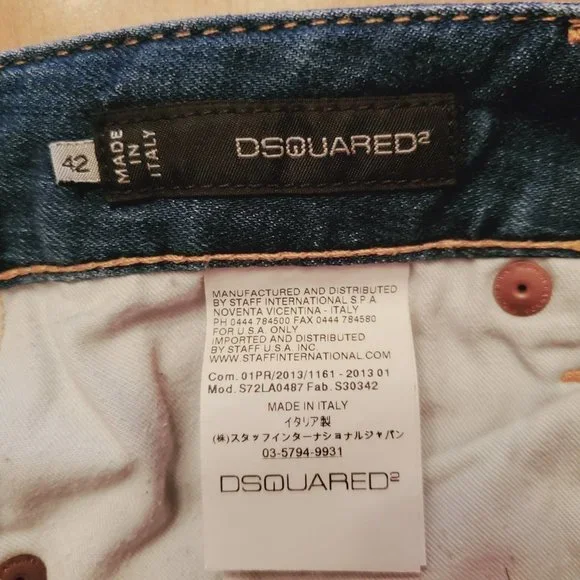 42
MADE
IN
ITALY
DSQUARED2
MANUFACTURED AND DISTRIBUTED
BY STAFF INTERNATIONAL S.P.A.
NOVENTA VICENTINA - ITALY
PH 0444 784500 FAX 0444 784580
FOR U.S.A. ONLY
IMPORTED AND DISTRIBUTED
BY STAFF U.S.A. INC.
WWW.STAFFINTERNATIONAL.COM
Com. 01PR/2013/1161 - 2013 01
Mod. S72LA0487 Fab. S30342
MADE IN ITALY
イタリア製
(株)スタッフインターナショナルジャパン
03-5794-9931
DSQUARED2